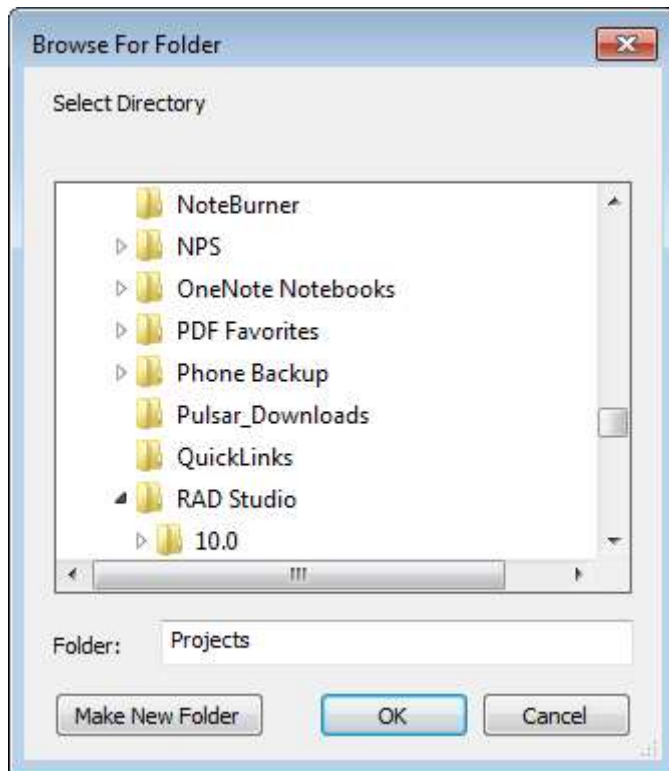 Browse For Folder
Select Directory
NoteBurner
NPS
OneNote Notebooks
PDF Favorites
Phone Backup
Pulsar_Downloads
QuickLinks
RAD Studio
10.0
Folder: Projects
Make New Folder OK Cancel